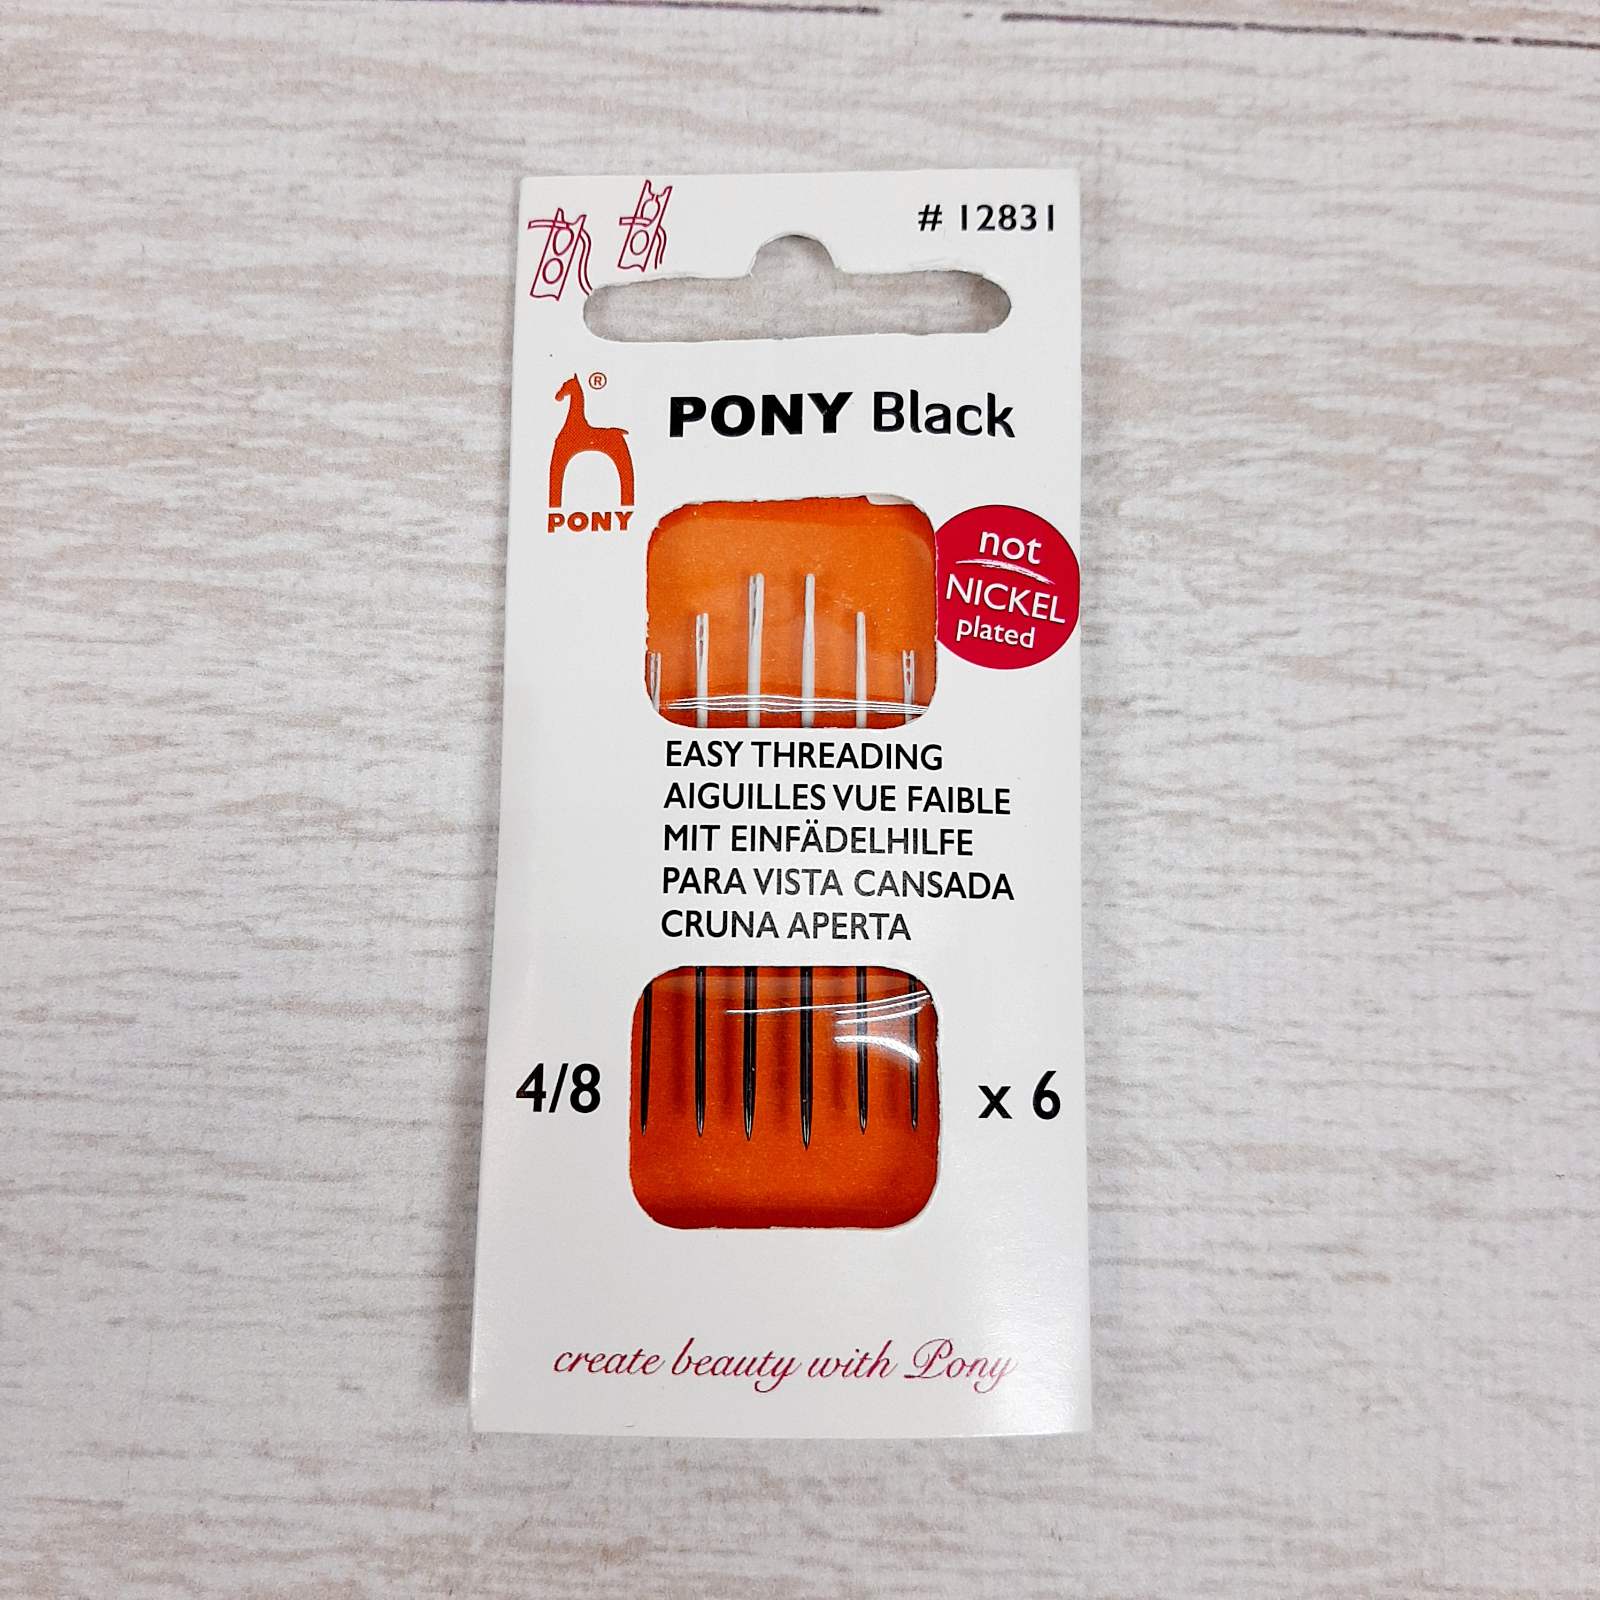 # 12831
®
PONY
PONY Black
not
NICKEL
plated
EASY THREADING
AIGUILLES VUE FAIBLE
MIT EINFÄDELHILFE
PARA VISTA CANSADA
CRUNA APERTA
4/8
x 6
create beauty with Pony